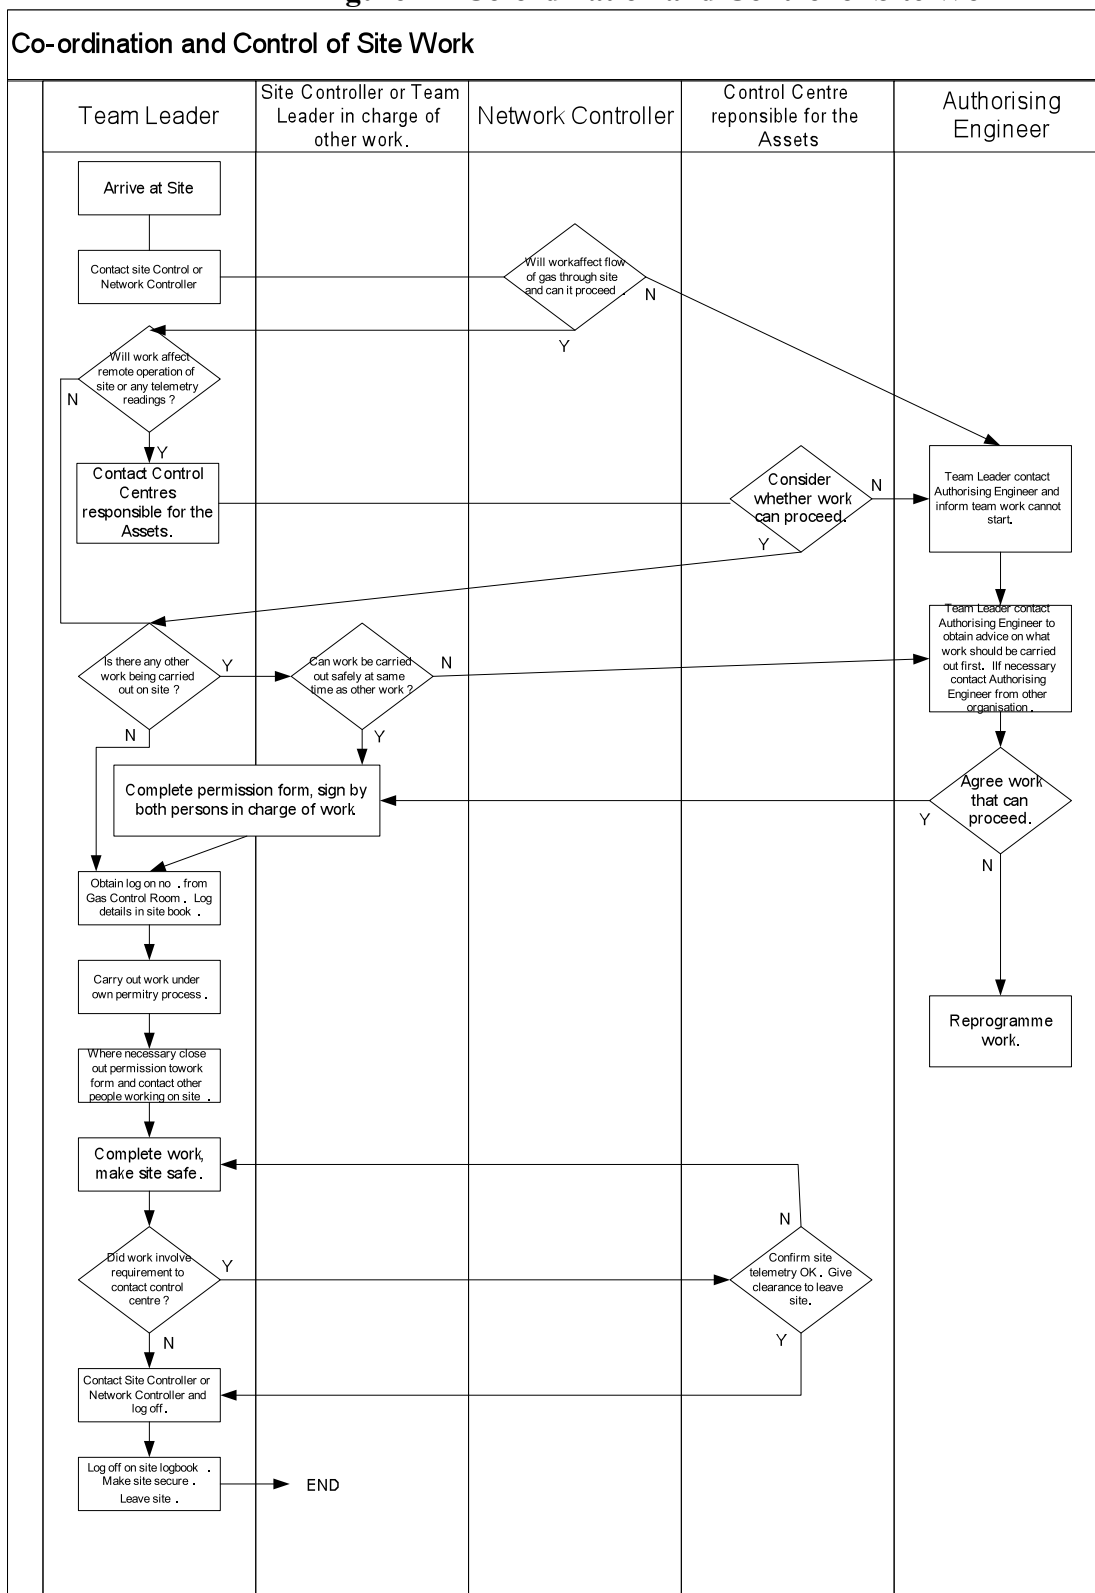 Co-ordination and Control of Site Work
Team Leader
Site Controller or Team
Leader in charge of
other work.
Network Controller
Control Centre
reponsible for the
Assets
Authorising
Engineer
Arrive at Site
Contact site Control or
Network Controller
Will workaffect flow
of gas through site
and can it proceed .
N
Y
Will work affect
remote operation of
site or any telemetry
readings ?
N
Y
Contact Control
Centres
responsible for the
Assets.
Consider
whether work
can proceed.
N
Y
Team Leader contact
Authorising Engineer and
inform team work cannot
start.
Team Leader contact
Authorising Engineer to
obtain advice on what
work should be carried
out first. IIf necessary
contact Authorising
Engineer from other
organisation .
Is there any other
work being carried
out on site ?
Y
N
Can work be carried
out safely at same
time as other work ?
N
Y
Complete permission form, sign by
both persons in charge of work.
Agree work
that can
proceed.
Y
N
Obtain log on no . from
Gas Control Room . Log
details in site book .
Carry out work under
own permitry process .
Where necessary close
out permission towork
form and contact other
people working on site .
Reprogramme
work.
Complete work,
make site safe.
Did work involve
requirement to
contact control
centre ?
Y
N
N
Confirm site
telemetry OK . Give
clearance to leave
site.
Y
Contact Site Controller or
Network Controller and
log off .
Log off on site logbook .
Make site secure .
Leave site .
END